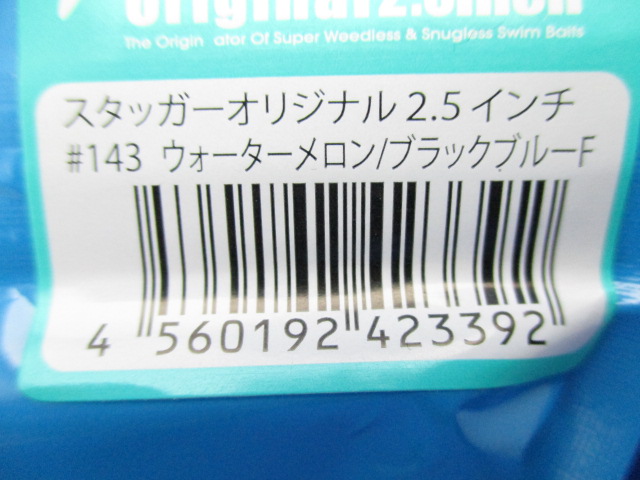 original2.5inch
The Origin ator Of Super Weedless & Snugless Swim Baits
スタッガーオリジナル 2.5 インチ
#143 ウォーターメロン/ブラックブルーF
4 560192 423392